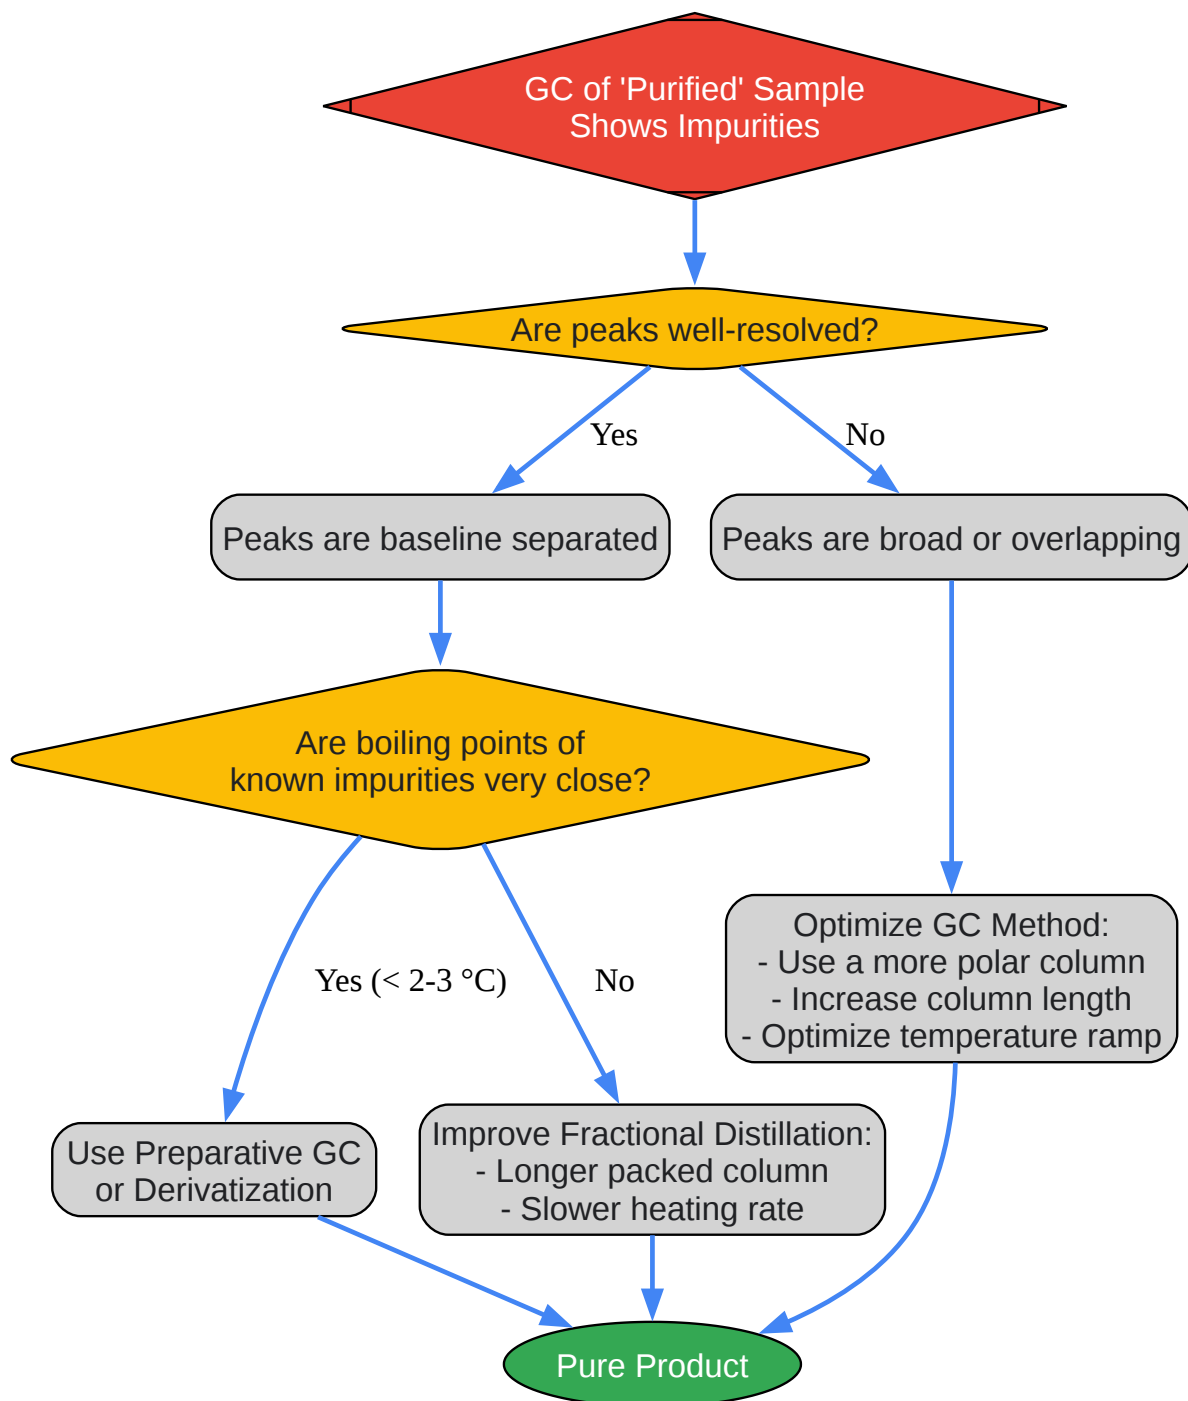 GC of 'Purified' Sample
Shows Impurities
Are peaks well-resolved?
Yes
No
Peaks are baseline separated
Peaks are broad or overlapping
Are boiling points of
known impurities very close?
Optimize GC Method:
- Use a more polar column
- Increase column length
- Optimize temperature ramp
Yes (< 2-3 °C)
No
Use Preparative GC
or Derivatization
Improve Fractional Distillation:
- Longer packed column
- Slower heating rate
Pure Product